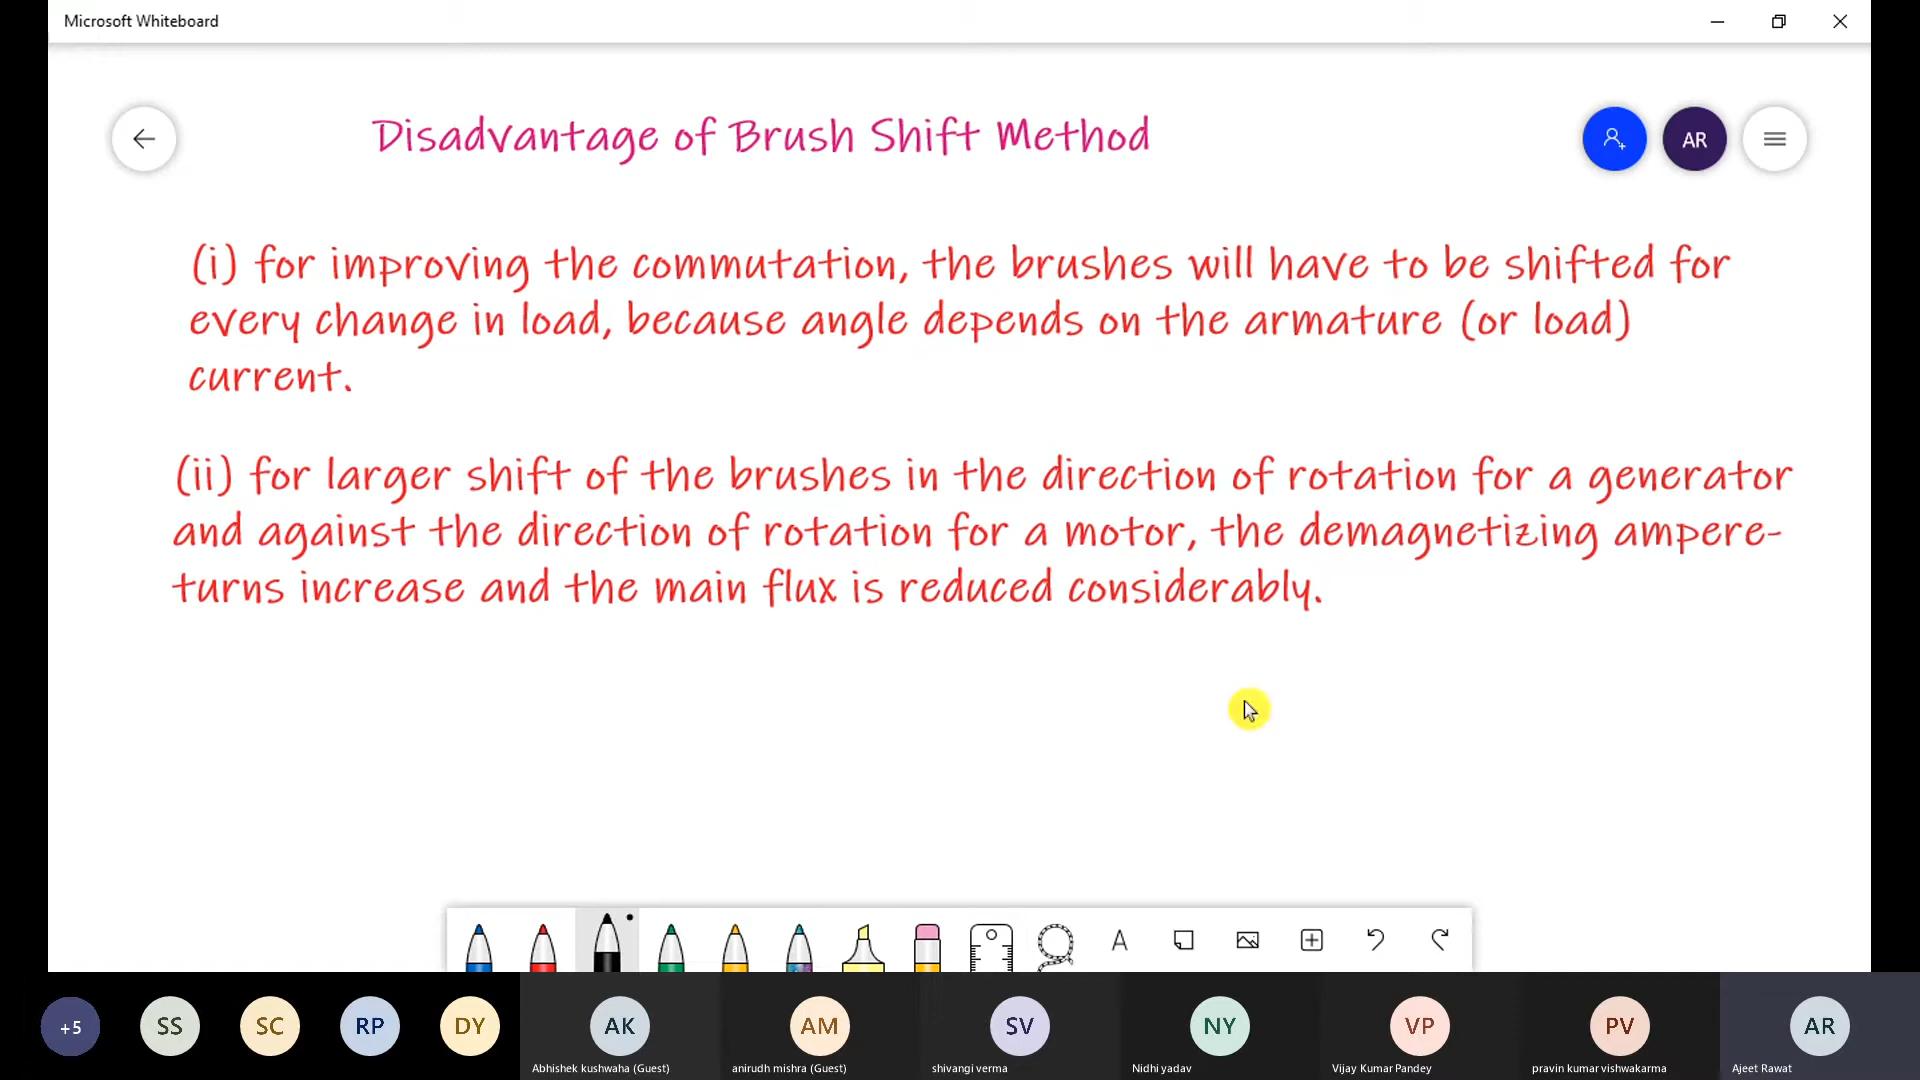 Microsoft Whiteboard
Disadvantage of Brush Shift Method
AR
(i) for improving the commutation, the brushes will have to be shifted for
every change in load, because angle depends on the armature (or load)
current.
(ii) for larger shift of the brushes in the direction of rotation for a generator
and against the direction of rotation for a motor, the demagnetizing ampere-
turns increase and the main flux is reduced considerably.
+5 SS SC RP DY AK AM SV NY VP PV AR
Abhishek kushwaha (Guest) anirudh mishra (Guest) shivangi verma Nidhi yadav Vijay Kumar Pandey pravin kumar vishwakarma Ajeet Rawat